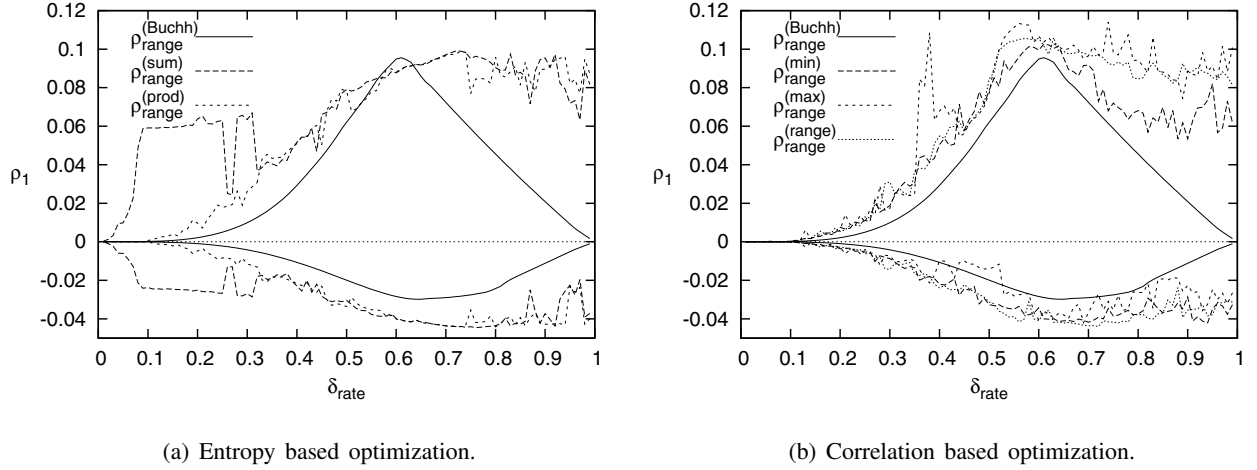 0.12
0.1
0.08
0.06
0.04
0.02
0
-0.02
-0.04
ρ1
ρ(Buchh)range
ρ(sum)range
ρ(prod)range
0 0.1 0.2 0.3 0.4 0.5 0.6 0.7 0.8 0.9 1
δrate
(a) Entropy based optimization.
0.12
0.1
0.08
0.06
0.04
0.02
0
-0.02
-0.04
ρ1
ρ(Buchh)range
ρ(min)range
ρ(max)range
ρ(range)range
0 0.1 0.2 0.3 0.4 0.5 0.6 0.7 0.8 0.9 1
δrate
(b) Correlation based optimization.